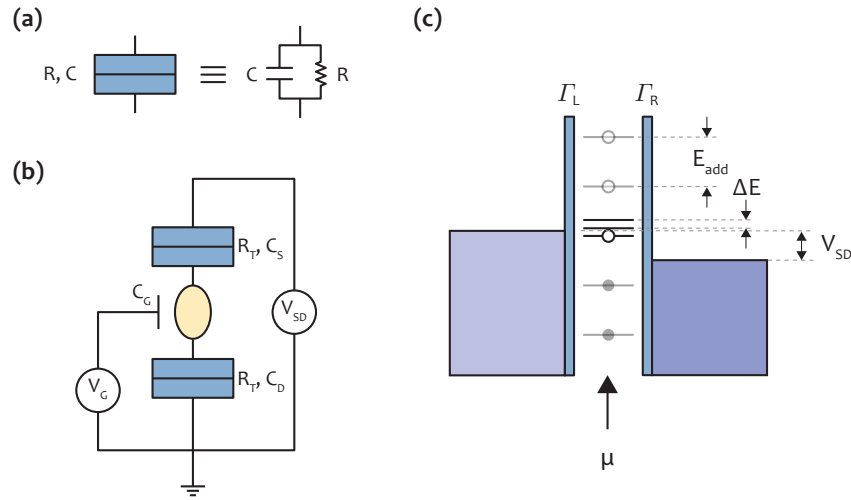 (a)
R, C
C
R
(b)
R_T, C_S
C_G
V_SD
R_T, C_D
V_G
(c)
Γ_L
Γ_R
E_add
ΔE
V_SD
μ